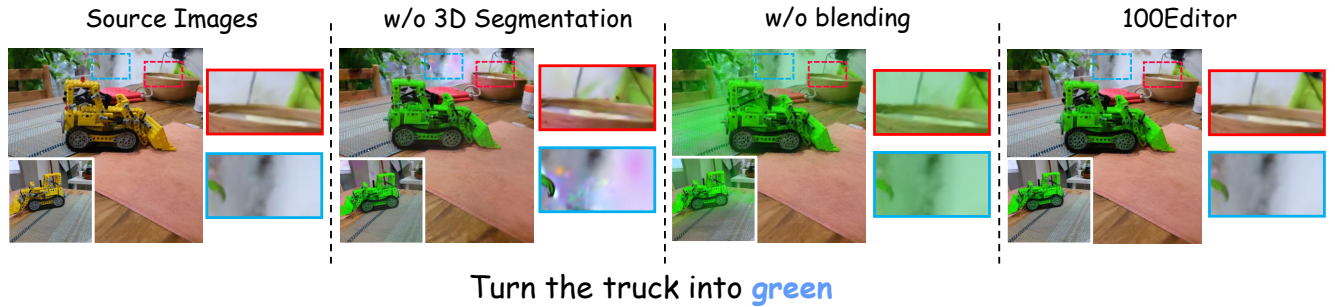 Source Images
w/o 3D Segmentation
w/o blending
100Editor
Turn the truck into green